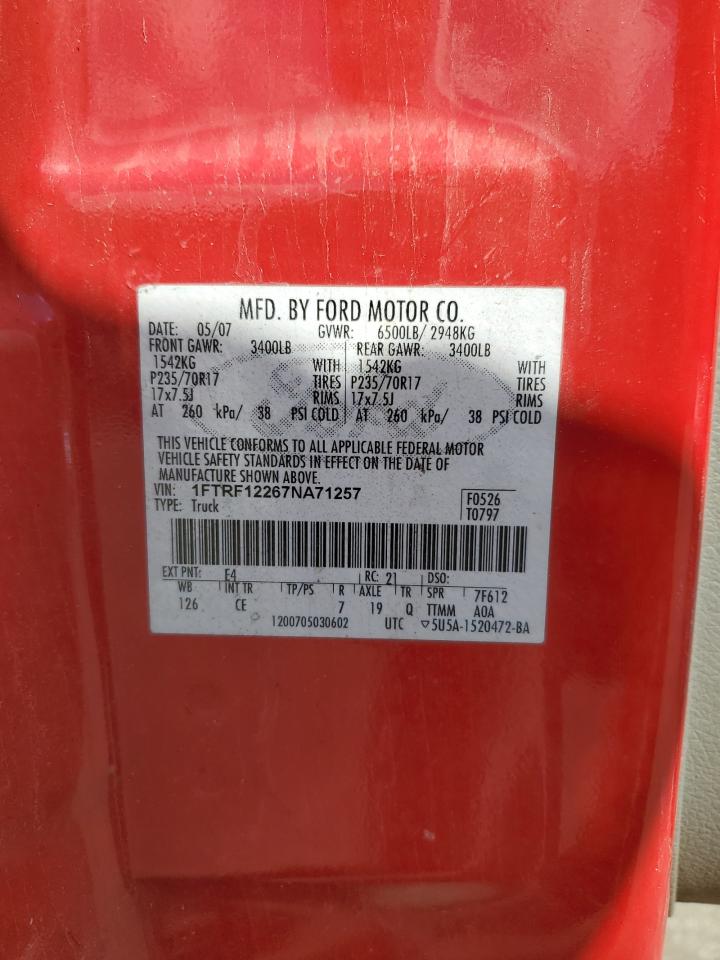 MFD. BY FORD MOTOR CO.
DATE: 05/07 GVWR: 6500LB/ 2948KG
FRONT GAWR: 3400LB REAR GAWR: 3400LB
1542KG WITH 1542KG WITH
P235/70R17 TIRES P235/70R17 TIRES
17x7.5J RIMS 17x7.5J RIMS
AT 260 kPa/ 38 PSI COLD AT 260 kPa/ 38 PSI COLD
THIS VEHICLE CONFORMS TO ALL APPLICABLE FEDERAL MOTOR
VEHICLE SAFETY STANDARDS IN EFFECT ON THE DATE OF
MANUFACTURE SHOWN ABOVE.
VIN: 1FTRF12267NA71257 F0526
TYPE: Truck T0797
EXT PNT: E4 RC: 21 DSO:
WB INT TR TP/PS R AXLE TR SPR 7F612
126 CE 7 19 Q TTMM A0A
1200705030602 UTC ▽5U5A-1520472-BA